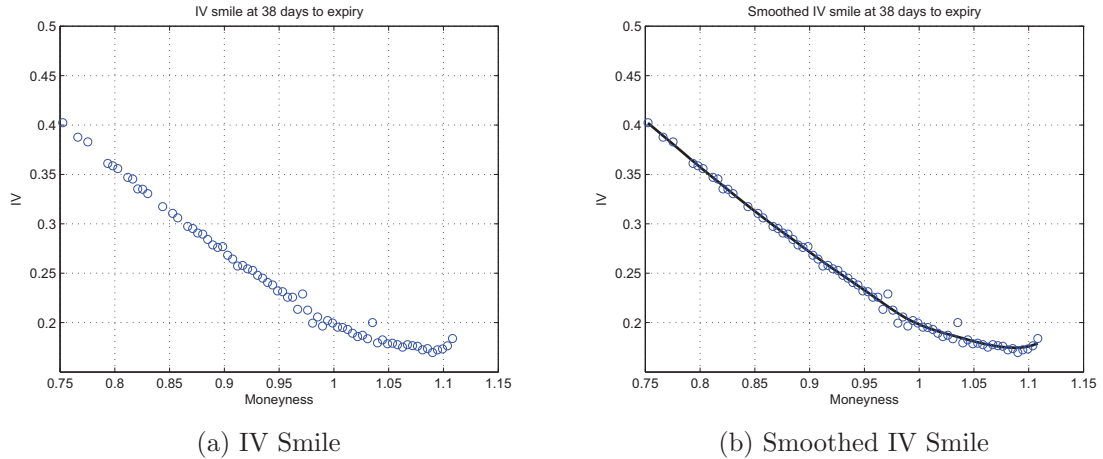 IV smile at 38 days to expiry
0.5
0.45
0.4
0.35
0.3
0.25
0.2
IV
0.75 0.8 0.85 0.9 0.95 1 1.05 1.1 1.15
Moneyness
(a) IV Smile
Smoothed IV smile at 38 days to expiry
0.5
0.45
0.4
0.35
0.3
0.25
0.2
IV
0.75 0.8 0.85 0.9 0.95 1 1.05 1.1 1.15
Moneyness
(b) Smoothed IV Smile